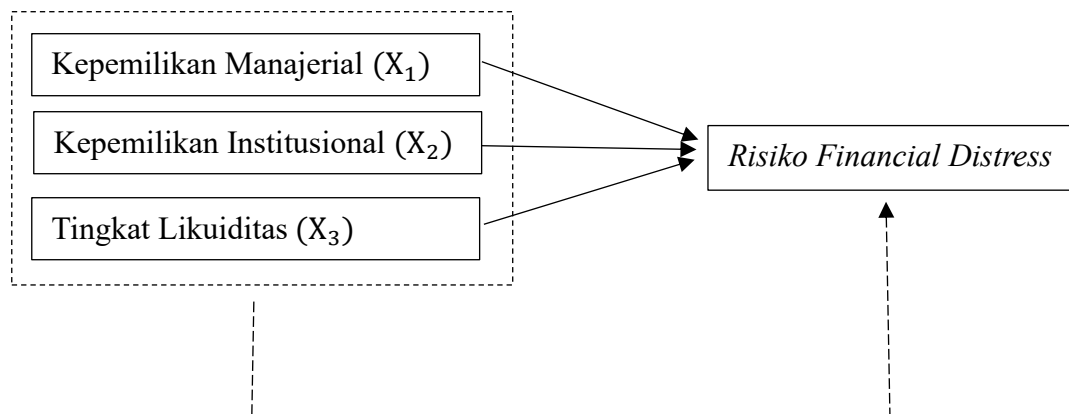 Kepemilikan Manajerial (X₁)
Kepemilikan Institusional (X₂)
Risiko Financial Distress
Tingkat Likuiditas (X₃)